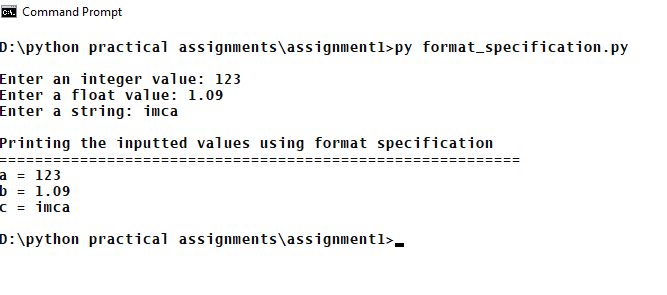 Command Prompt
D:\python practical assignments\assignment1>py format_specification.py
Enter an integer value: 123
Enter a float value: 1.09
Enter a string: imca
Printing the inputted values using format specification
==========================================================
a = 123
b = 1.09
c = imca
D:\python practical assignments\assignment1>